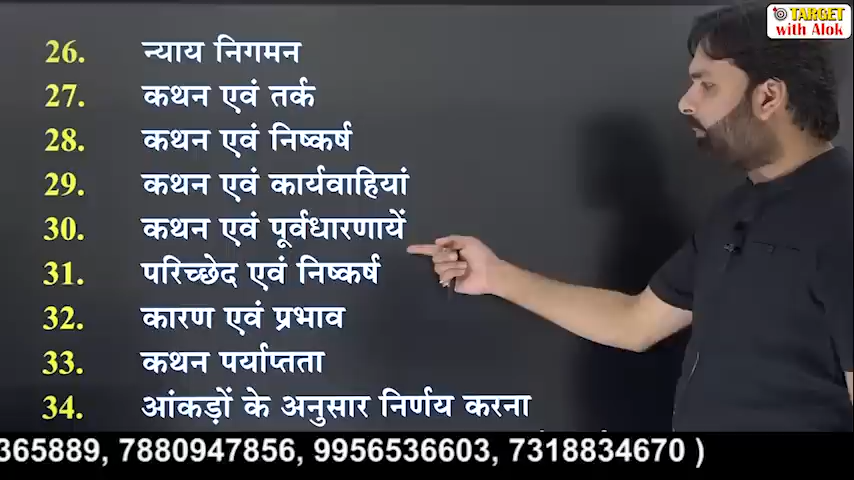 TARGET
with Alok
26. न्याय निगमन
27. कथन एवं तर्क
28. कथन एवं निष्कर्ष
29. कथन एवं कार्यवाहियां
30. कथन एवं पूर्वधारणायें
31. परिच्छेद एवं निष्कर्ष
32. कारण एवं प्रभाव
33. कथन पर्याप्तता
34. आंकड़ों के अनुसार निर्णय करना
365889, 7880947856, 9956536603, 7318834670 )